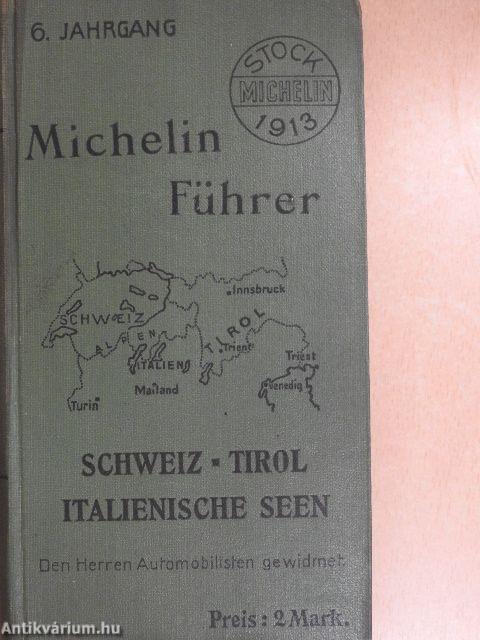 6. JAHRGANG
STOCK
MICHELIN
1913
Michelin
Führer
Innsbruck
SCHWEIZ
TIROL
ALPEN
Trient
ITALIEN
Triest
Mailand
Venedig
Turin
SCHWEIZ ▪ TIROL
ITALIENISCHE SEEN
Den Herren Automobilisten gewidmet
Preis: 2 Mark.
Antikvárium.hu